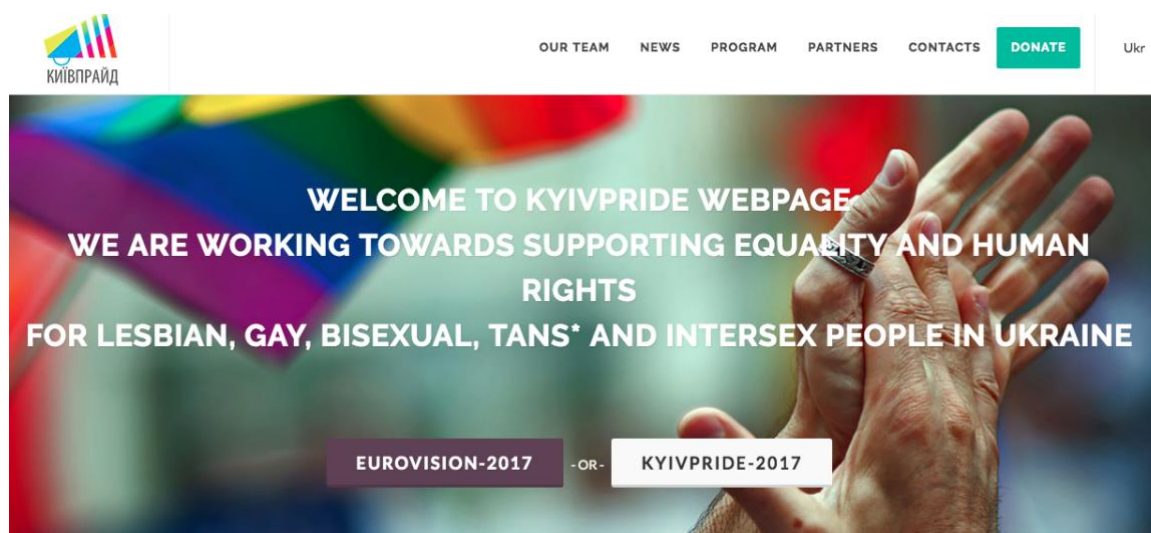 КИЇВПРАЙД
OUR TEAM NEWS PROGRAM PARTNERS CONTACTS DONATE Ukr
WELCOME TO KYIVPRIDE WEBPAGE
WE ARE WORKING TOWARDS SUPPORTING EQUALITY AND HUMAN
RIGHTS
FOR LESBIAN, GAY, BISEXUAL, TANS* AND INTERSEX PEOPLE IN UKRAINE
EUROVISION-2017 -OR- KYIVPRIDE-2017